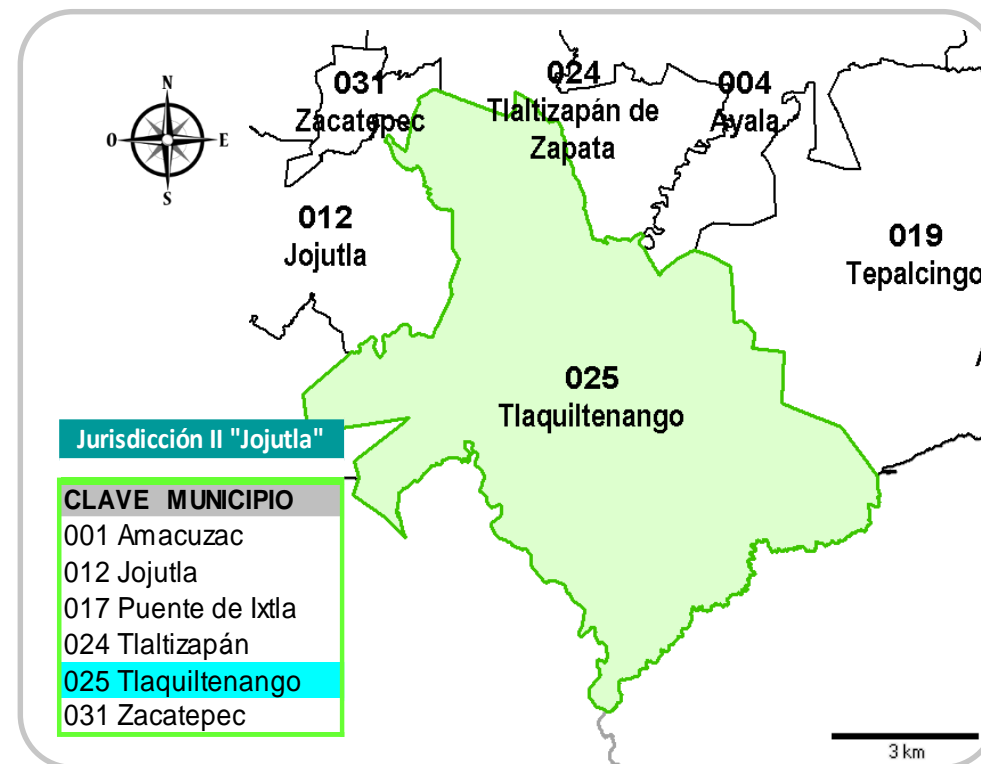 N
O
E
S
031
Zacatepec
024
Tlaltizapán de
Zapata
004
Ayala
012
Jojutla
019
Tepalcingo
025
Tlaquiltenango
Jurisdicción II "Jojutla"
CLAVE MUNICIPIO
001 Amacuzac
012 Jojutla
017 Puente de Ixtla
024 Tlaltizapán
025 Tlaquiltenango
031 Zacatepec
3 km